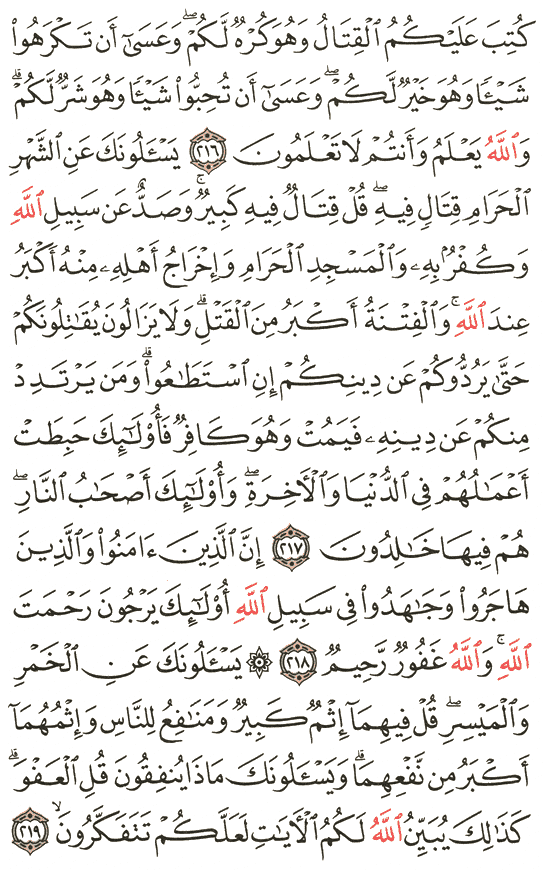 كُتِبَ عَلَيۡكُمُ ٱلۡقِتَالُ وَهُوَ كُرۡهٞ لَّكُمۡۖ وَعَسَىٰٓ أَن تَكۡرَهُواْ
شَيۡـٔٗا وَهُوَ خَيۡرٞ لَّكُمۡۖ وَعَسَىٰٓ أَن تُحِبُّواْ شَيۡـٔٗا وَهُوَ شَرّٞ لَّكُمۡۚ
وَٱللَّهُ يَعۡلَمُ وَأَنتُمۡ لَا تَعۡلَمُونَ ٢١٦ يَسۡـَٔلُونَكَ عَنِ ٱلشَّهۡرِ
ٱلۡحَرَامِ قِتَالٖ فِيهِۖ قُلۡ قِتَالٞ فِيهِ كَبِيرٞۚ وَصَدٌّ عَن سَبِيلِ ٱللَّهِ
وَكُفۡرُۢ بِهِۦ وَٱلۡمَسۡجِدِ ٱلۡحَرَامِ وَإِخۡرَاجُ أَهۡلِهِۦ مِنۡهُ أَكۡبَرُ
عِندَ ٱللَّهِۚ وَٱلۡفِتۡنَةُ أَكۡبَرُ مِنَ ٱلۡقَتۡلِۗ وَلَا يَزَالُونَ يُقَٰتِلُونَكُمۡ
حَتَّىٰ يَرُدُّوكُمۡ عَن دِينِكُمۡ إِنِ ٱسۡتَطَٰعُواْۚ وَمَن يَرۡتَدِدۡ
مِنكُمۡ عَن دِينِهِۦ فَيَمُتۡ وَهُوَ كَافِرٞ فَأُوْلَٰٓئِكَ حَبِطَتۡ
أَعۡمَٰلُهُمۡ فِي ٱلدُّنۡيَا وَٱلۡأٓخِرَةِۖ وَأُوْلَٰٓئِكَ أَصۡحَٰبُ ٱلنَّارِۖ
هُمۡ فِيهَا خَٰلِدُونَ ٢١٧ إِنَّ ٱلَّذِينَ ءَامَنُواْ وَٱلَّذِينَ
هَاجَرُواْ وَجَٰهَدُواْ فِي سَبِيلِ ٱللَّهِ أُوْلَٰٓئِكَ يَرۡجُونَ رَحۡمَتَ
ٱللَّهِۚ وَٱللَّهُ غَفُورٞ رَّحِيمٞ ٢١٨ ۞ يَسۡـَٔلُونَكَ عَنِ ٱلۡخَمۡرِ
وَٱلۡمَيۡسِرِۖ قُلۡ فِيهِمَآ إِثۡمٞ كَبِيرٞ وَمَنَٰفِعُ لِلنَّاسِ وَإِثۡمُهُمَآ
أَكۡبَرُ مِن نَّفۡعِهِمَاۗ وَيَسۡـَٔلُونَكَ مَاذَا يُنفِقُونَ قُلِ ٱلۡعَفۡوَۗ
كَذَٰلِكَ يُبَيِّنُ ٱللَّهُ لَكُمُ ٱلۡأٓيَٰتِ لَعَلَّكُمۡ تَتَفَكَّرُونَ ۙ ٢١٩